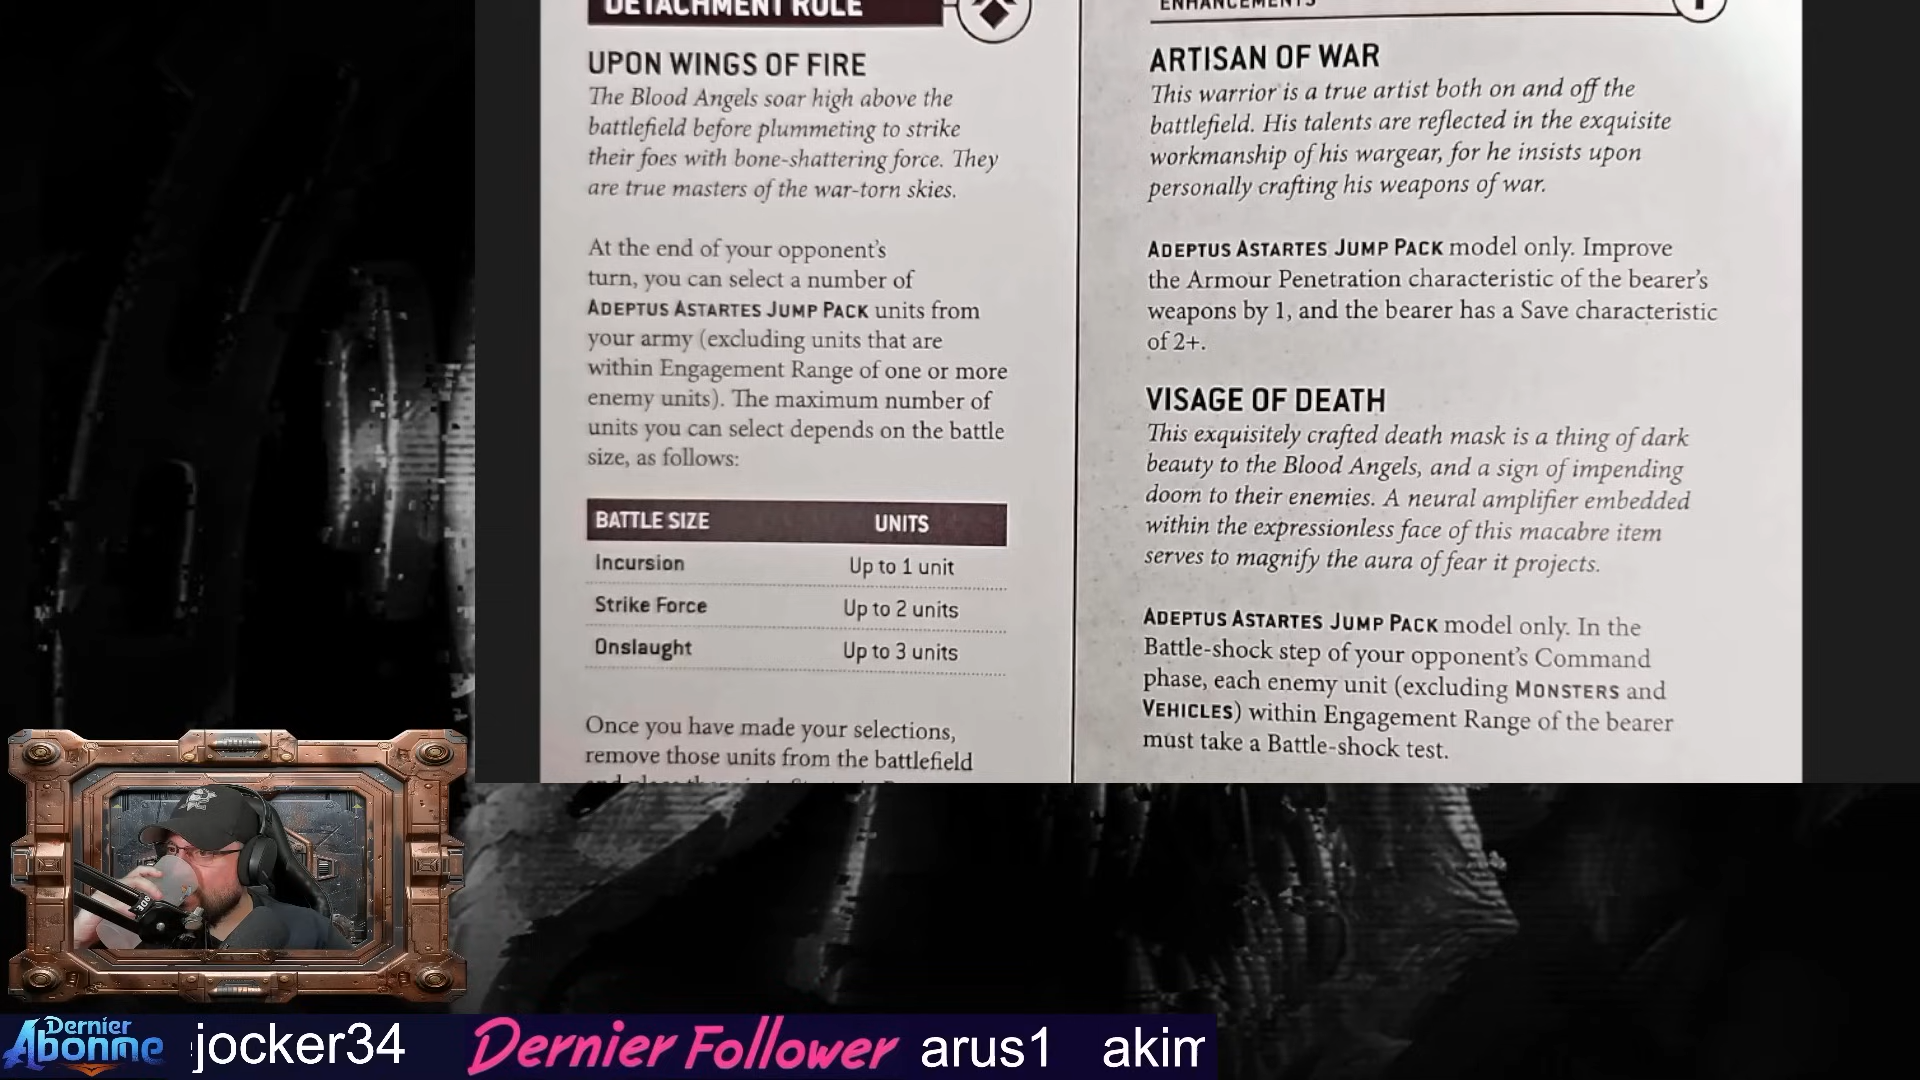 DETACHMENT RULE
UPON WINGS OF FIRE
The Blood Angels soar high above the
battlefield before plummeting to strike
their foes with bone-shattering force. They
are true masters of the war-torn skies.
At the end of your opponent's
turn, you can select a number of
ADEPTUS ASTARTES JUMP PACK units from
your army (excluding units that are
within Engagement Range of one or more
enemy units). The maximum number of
units you can select depends on the battle
size, as follows:
BATTLE SIZE UNITS
Incursion Up to 1 unit
Strike Force Up to 2 units
Onslaught Up to 3 units
Once you have made your selections,
remove those units from the battlefield
ENHANCEMENTS
ARTISAN OF WAR
This warrior is a true artist both on and off the
battlefield. His talents are reflected in the exquisite
workmanship of his wargear, for he insists upon
personally crafting his weapons of war.
ADEPTUS ASTARTES JUMP PACK model only. Improve
the Armour Penetration characteristic of the bearer's
weapons by 1, and the bearer has a Save characteristic
of 2+.
VISAGE OF DEATH
This exquisitely crafted death mask is a thing of dark
beauty to the Blood Angels, and a sign of impending
doom to their enemies. A neural amplifier embedded
within the expressionless face of this macabre item
serves to magnify the aura of fear it projects.
ADEPTUS ASTARTES JUMP PACK model only. In the
Battle-shock step of your opponent's Command
phase, each enemy unit (excluding MONSTERS and
VEHICLES) within Engagement Range of the bearer
must take a Battle-shock test.
Dernier
Abonné
jocker34
Dernier Follower
arus1 akim